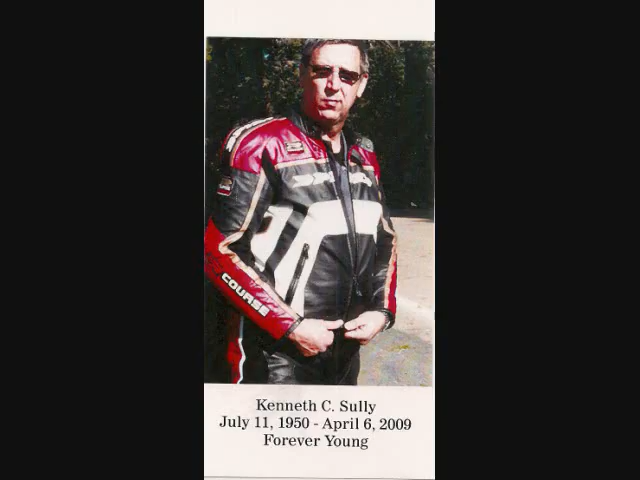 COURSE
Kenneth C. Sully
July 11, 1950 - April 6, 2009
Forever Young